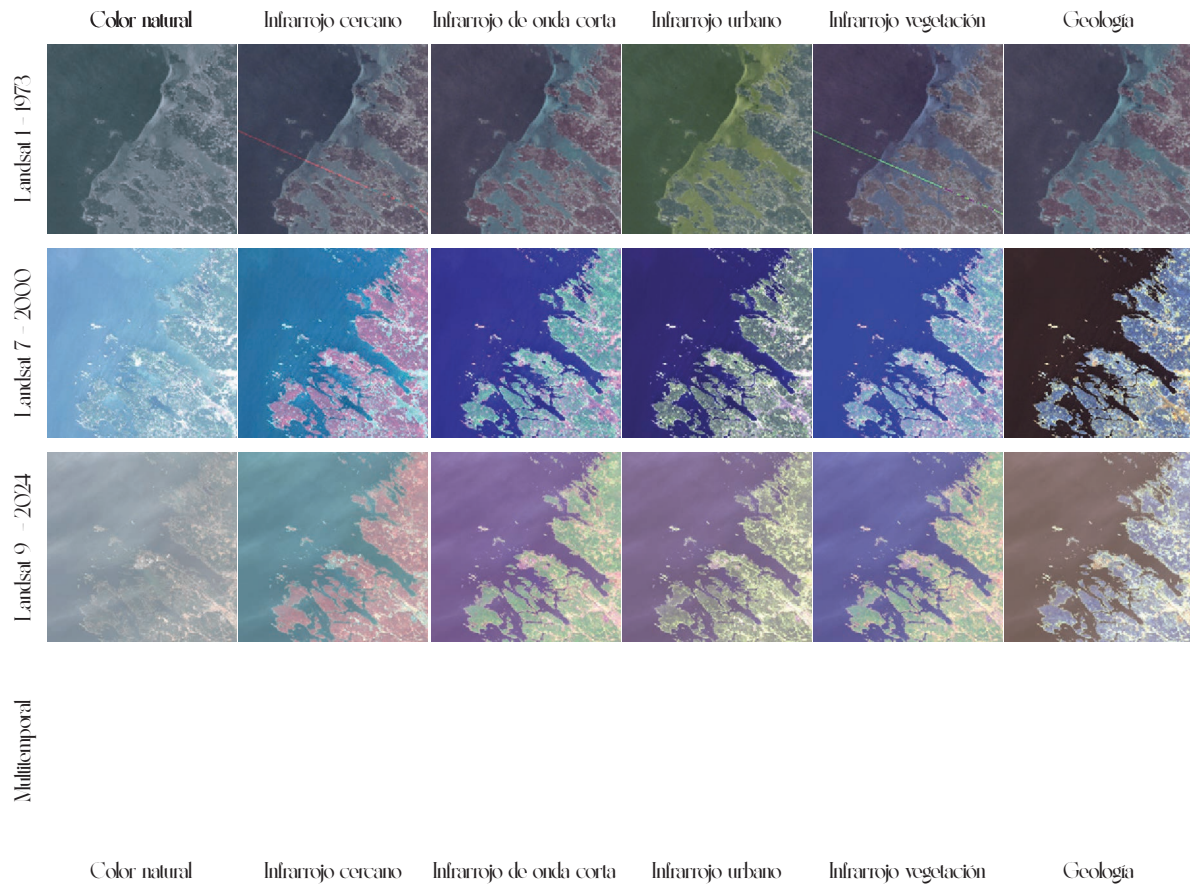 Color natural Infrarrojo cercano Infrarrojo de onda corta Infrarrojo urbano Infrarrojo vegetación Geología
Landsat 1 - 1973
Landsat 7 - 2000
Landsat 9 - 2024
Multitemporal
Color natural Infrarrojo cercano Infrarrojo de onda corta Infrarrojo urbano Infrarrojo vegetación Geología